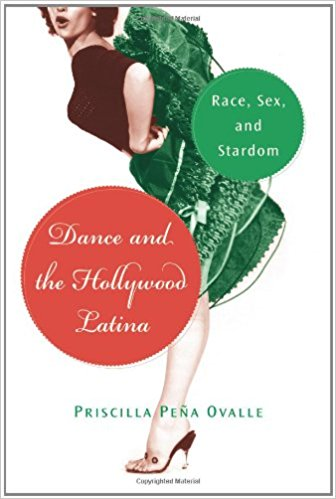 Race, Sex,
and
Stardom
Dance and
the Hollywood
Latina
PRISCILLA PEÑA OVALLE